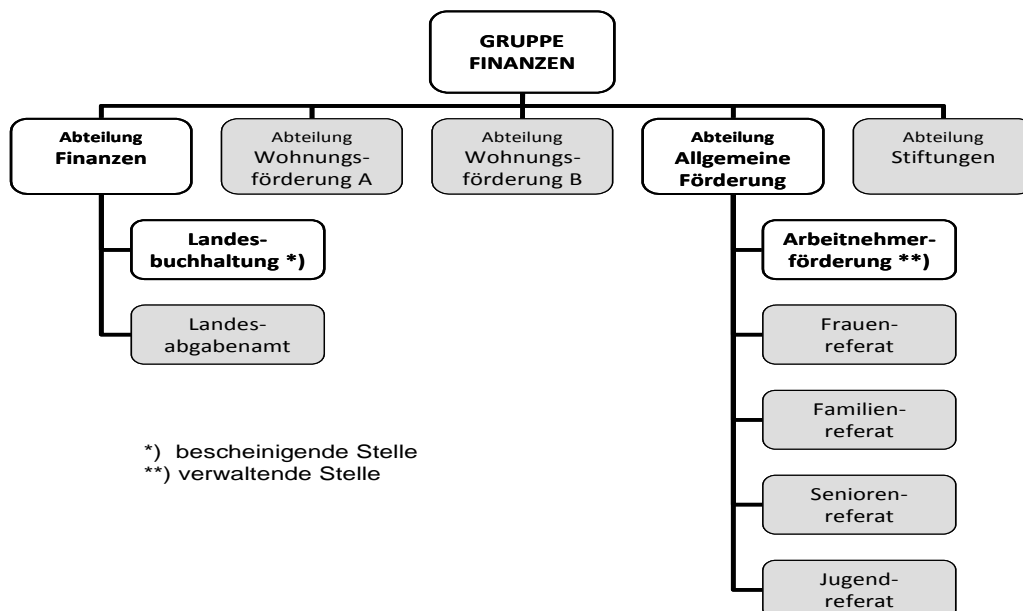 GRUPPE
FINANZEN
Abteilung
Finanzen
Abteilung
Wohnungs-
förderung A
Abteilung
Wohnungs-
förderung B
Abteilung
Allgemeine
Förderung
Abteilung
Stiftungen
Landes-
buchhaltung *)
Landes-
abgabenamt
Arbeitnehmer-
förderung **)
Frauen-
referat
Familien-
referat
Senioren-
referat
Jugend-
referat
*) bescheinigende Stelle
**) verwaltende Stelle